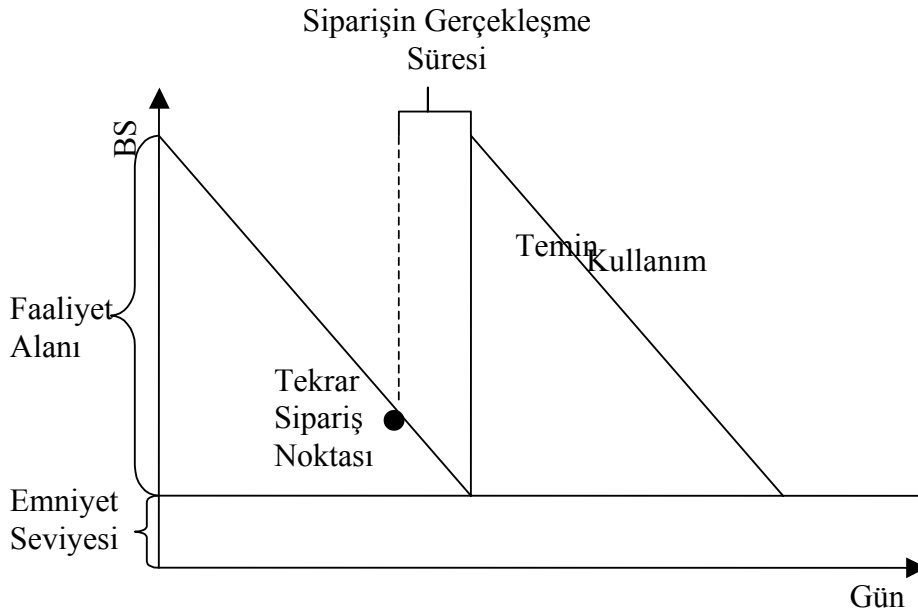 Siparişin Gerçekleşme
Süresi
BS
Temin
Kullanım
Faaliyet
Alanı
Tekrar
Sipariş
Noktası
Emniyet
Seviyesi
Gün